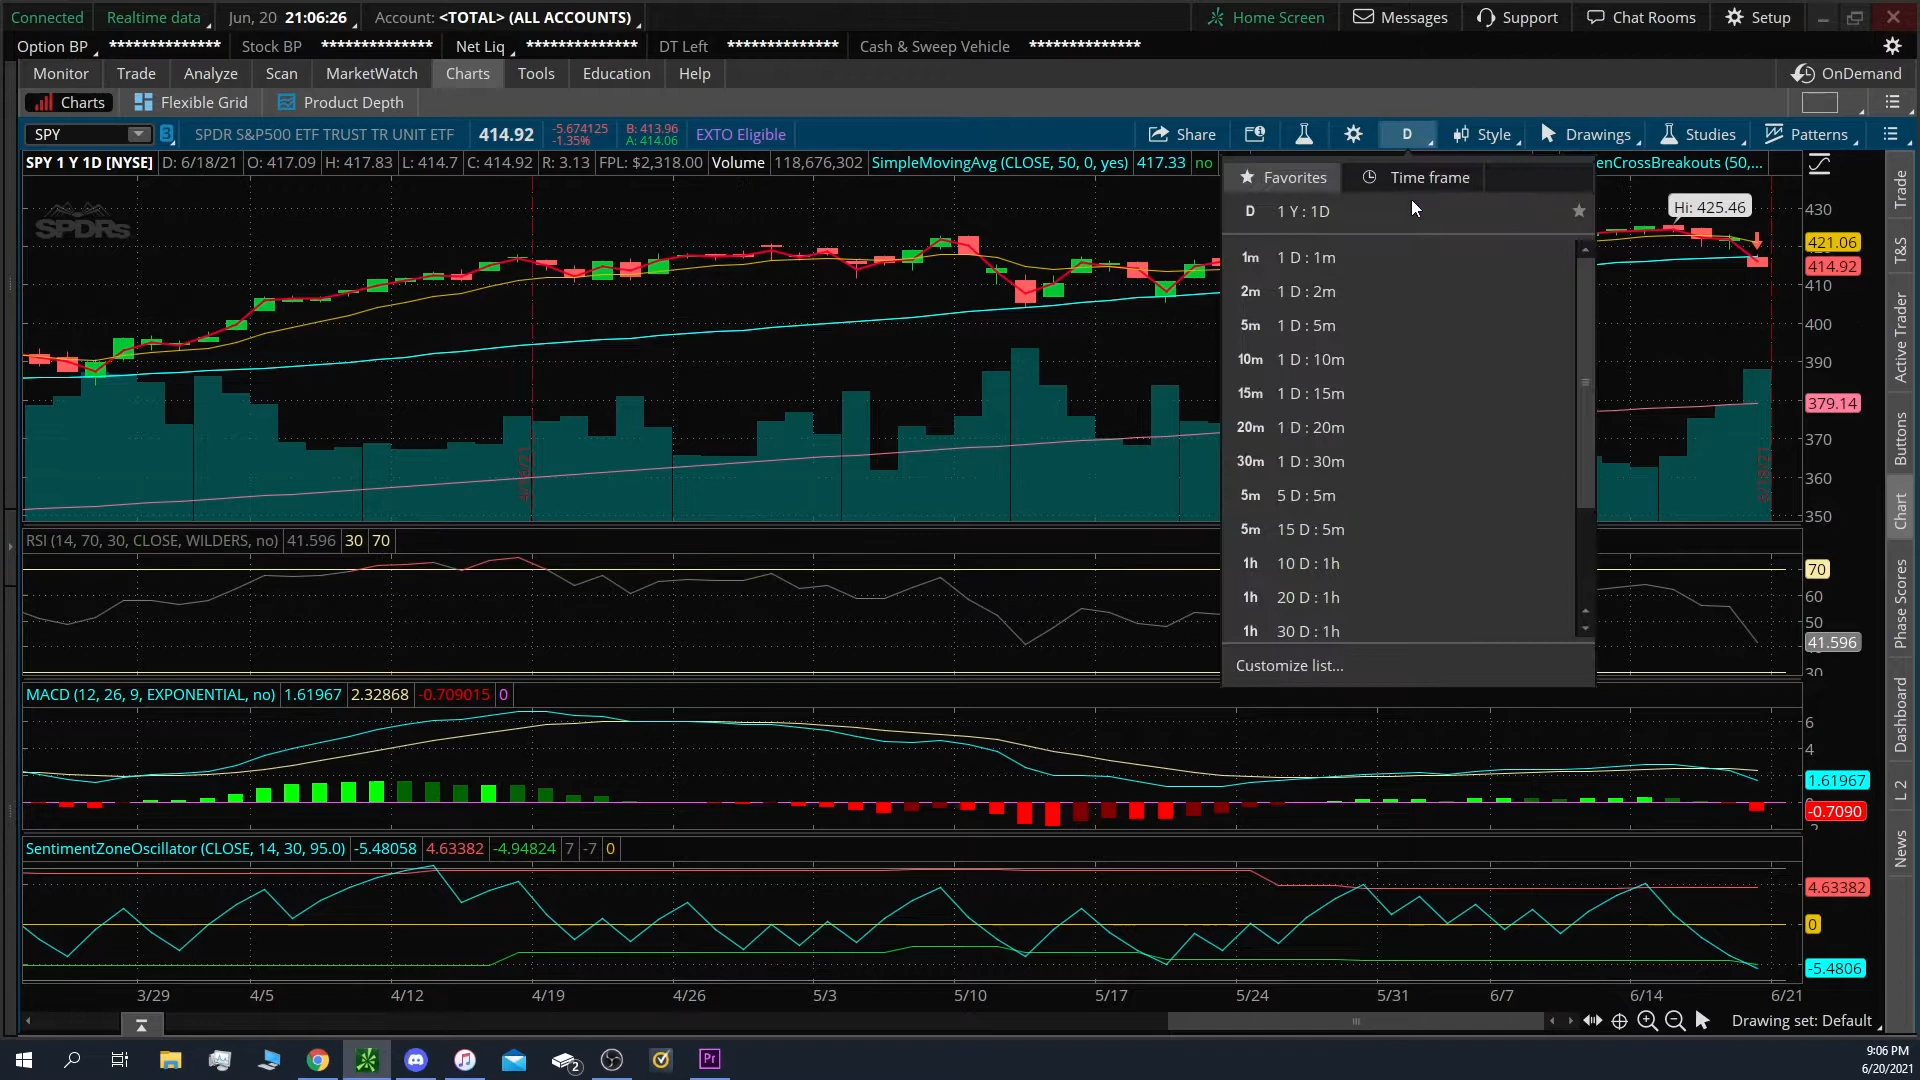 Connected Realtime data Jun, 20 21:06:26 Account: <TOTAL> (ALL ACCOUNTS) Home Screen Messages Support Chat Rooms Setup
Option BP ************** Stock BP ************** Net Liq ************** DT Left ************** Cash & Sweep Vehicle **************
Monitor Trade Analyze Scan MarketWatch Charts Tools Education Help OnDemand
Charts Flexible Grid Product Depth
SPY 3 SPDR S&P500 ETF TRUST TR UNIT ETF 414.92 -5.674125 -1.35% B: 413.96 A: 414.06 EXTO Eligible Share D Style Drawings Studies Patterns
SPY 1 Y 1D [NYSE] D: 6/18/21 O: 417.09 H: 417.83 L: 414.7 C: 414.92 R: 3.13 FPL: $2,318.00 Volume 118,676,302 SimpleMovingAvg (CLOSE, 50, 0, yes) 417.33 no enCrossBreakouts (50,...
Favorites Time frame
D 1 Y : 1D
1m 1 D : 1m
2m 1 D : 2m
5m 1 D : 5m
10m 1 D : 10m
15m 1 D : 15m
20m 1 D : 20m
30m 1 D : 30m
5m 5 D : 5m
5m 15 D : 5m
1h 10 D : 1h
1h 20 D : 1h
1h 30 D : 1h
Customize list...
SPDRs
Hi: 425.46
430
421.06
414.92
410
400
390
379.14
370
360
350
RSI (14, 70, 30, CLOSE, WILDERS, no) 41.596 30 70
70
60
50
41.596
30
MACD (12, 26, 9, EXPONENTIAL, no) 1.61967 2.32868 -0.709015 0
6
4
1.61967
-0.7090
SentimentZoneOscillator (CLOSE, 14, 30, 95.0) -5.48058 4.63382 -4.94824 7 -7 0
4.63382
0
-5.4806
3/29 4/5 4/12 4/19 4/26 5/3 5/10 5/17 5/24 5/31 6/7 6/14 6/21
Drawing set: Default
Trade
T&S
Active Trader
Buttons
Chart
Phase Scores
Dashboard
L 2
News
2
Pr
9:06 PM
6/20/2021